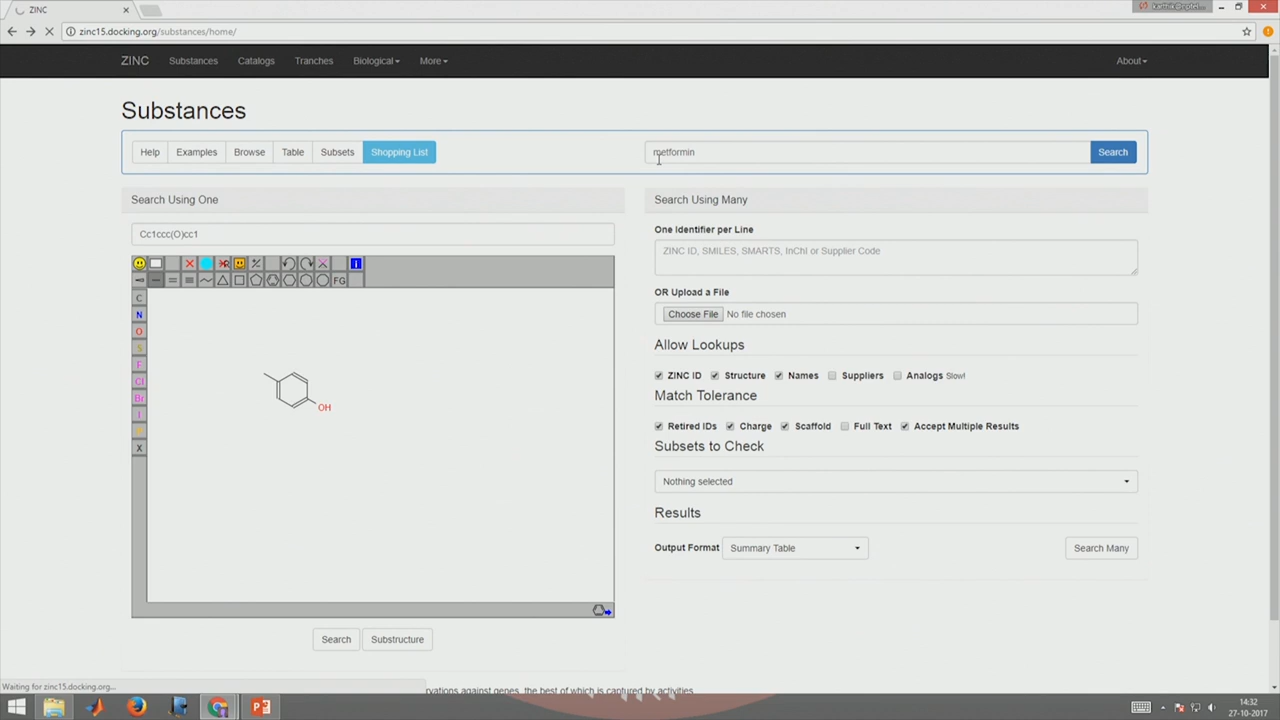 ZINC
karthik@nptel...
zinc15.docking.org/substances/home/
ZINC Substances Catalogs Tranches Biological More About
Substances
Help Examples Browse Table Subsets Shopping List metformin Search
Search Using One
Search Using Many
Cc1ccc(O)cc1
One Identifier per Line
ZINC ID, SMILES, SMARTS, InChI or Supplier Code
OR Upload a File
Choose File No file chosen
Allow Lookups
ZINC ID Structure Names Suppliers Analogs Slow!
Match Tolerance
Retired IDs Charge Scaffold Full Text Accept Multiple Results
Subsets to Check
Nothing selected
Results
Output Format Summary Table Search Many
FG
C
N
O
S
F
Cl
Br
I
P
X
OH
Search Substructure
Waiting for zinc15.docking.org...
rvations against genes, the best of which is captured by activities
14:32
27-10-2017